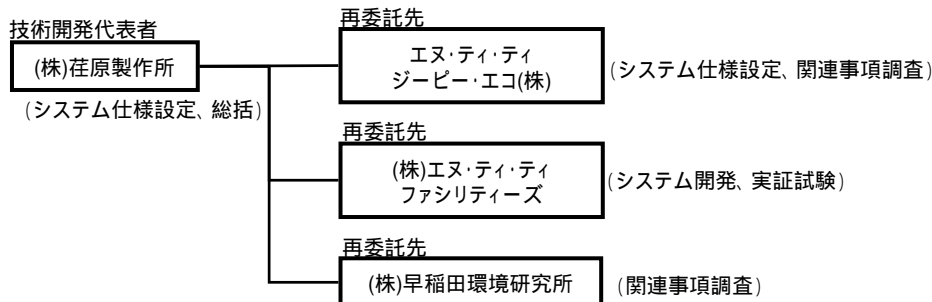 技術開発代表者
(株)荏原製作所
(システム仕様設定、総括)
再委託先
エヌ・ティ・ティ
ジーピー・エコ(株)
(システム仕様設定、関連事項調査)
再委託先
(株)エヌ・ティ・ティ
ファシリティーズ
(システム開発、実証試験)
再委託先
(株)早稲田環境研究所
(関連事項調査)